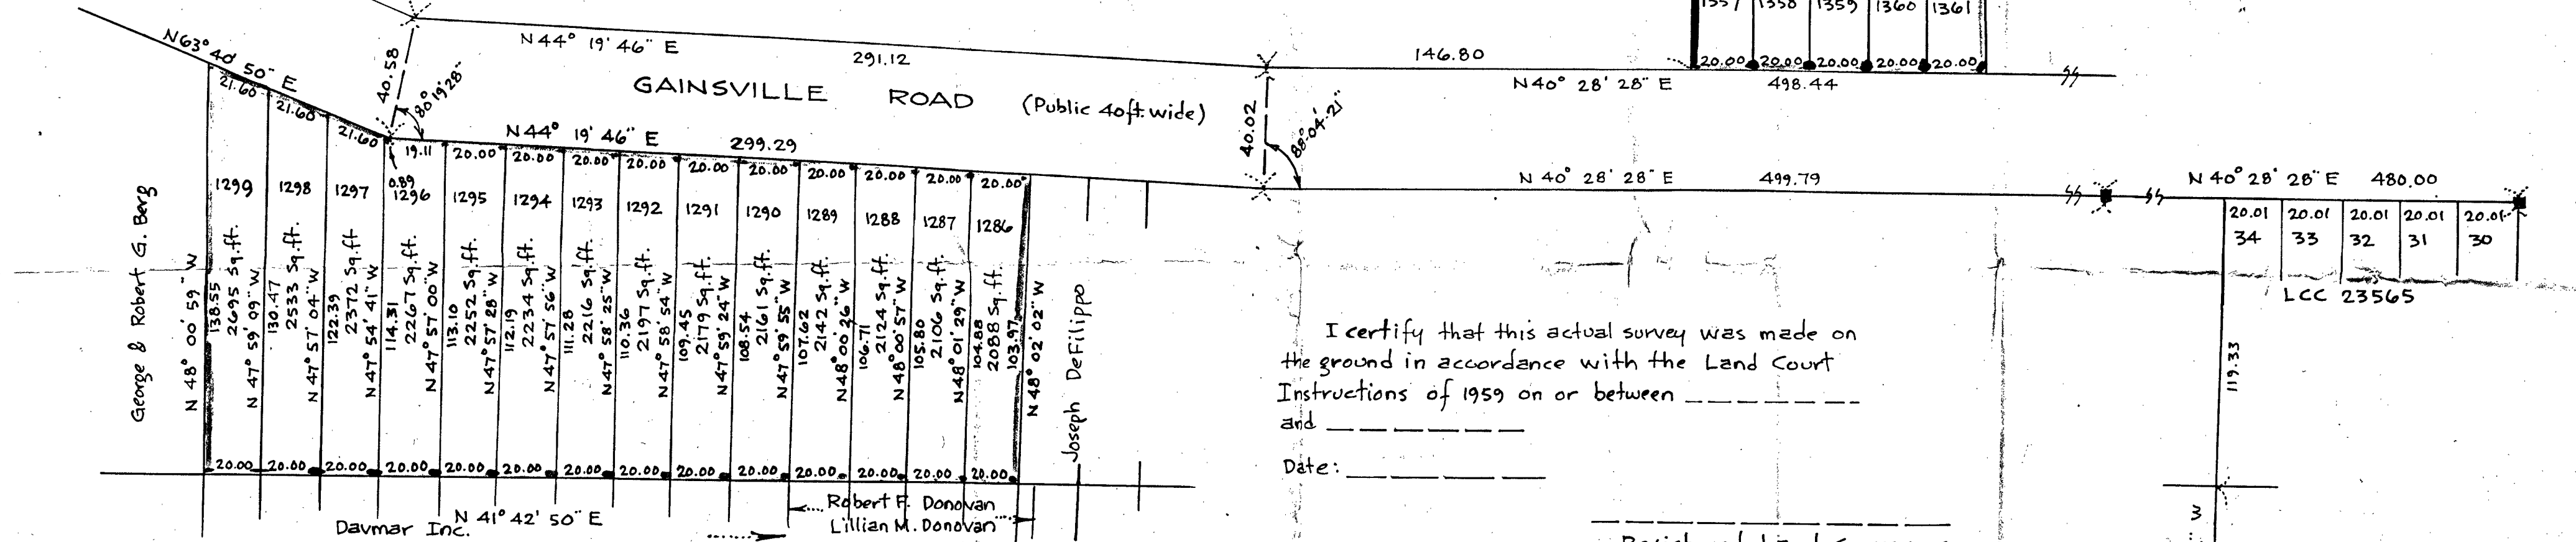 1357 1358 1359 1360 1361
20.00 20.00 20.00 20.00 20.00
N63° 40' 50" E
N44° 19' 46" E 291.12
146.80
N40° 28' 28" E 498.44
40.58
80° 19' 28"
GAINSVILLE ROAD (Public 40ft. wide)
40.02
88°-04'-21"
21.60 21.60 21.60
N44° 19' 46" E 299.29
0.89 19.11 20.00 20.00 20.00 20.00 20.00 20.00 20.00 20.00 20.00 20.00
N 40° 28' 28" E 499.79
N 40° 28' 28" E 480.00
20.01 20.01 20.01 20.01 20.01
34 33 32 31 30
LCC 23565
119.33
1299 1298 1297 1296 1295 1294 1293 1292 1291 1290 1289 1288 1287 1286
George & Robert G. Berg
N 48° 00' 59" W
138.55
2695 Sq.ft.
N 47° 59' 09" W
130.47
2533 Sq.ft.
N 47° 57' 04" W
122.39
2372 Sq.ft
N 47° 54' 41" W
114.31
2267 Sq.ft.
N 47° 57' 00" W
113.10
2252 Sq.ft.
N 47° 57' 28" W
112.19
2234 Sq.ft.
N 47° 57' 56" W
111.28
2216 Sq.ft.
N 47° 58' 25" W
110.36
2197 Sq.ft.
N 47° 58' 54" W
109.45
2179 Sq.ft.
N 47° 59' 24" W
108.54
2161 Sq.ft.
N 47° 59' 55" W
107.62
2142 Sq.ft.
N 48° 00' 26" W
106.71
2124 Sq.ft.
N 48° 00' 57" W
105.80
2106 Sq.ft.
N 48° 01' 29" W
104.88
2088 Sq.ft.
103.97
N 48° 02' 02" W
Joseph DeFilippo
20.00 20.00 20.00 20.00 20.00 20.00 20.00 20.00 20.00 20.00 20.00 20.00 20.00 20.00
N 41° 42' 50" E
Davmar Inc.
Robert F. Donovan
Lillian M. Donovan
I certify that this actual survey was made on
the ground in accordance with the Land Court
Instructions of 1959 on or between
and
Date: